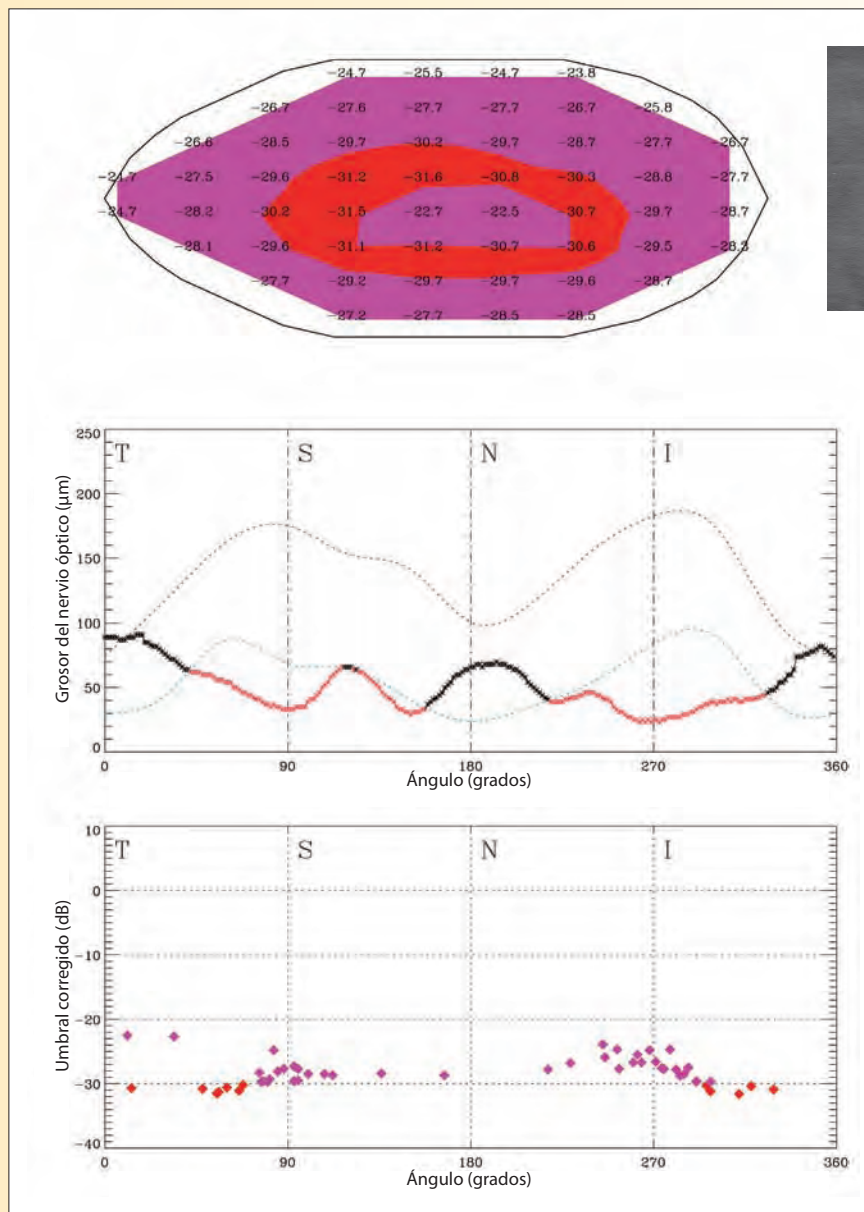 −24.7 −25.5 −24.7 −23.8
−26.7 −27.6 −27.7 −27.7 −26.7 −25.8
−26.6 −28.5 −29.7 −30.2 −29.7 −28.7 −27.7 −26.7
−27.5 −29.6 −31.2 −31.6 −30.8 −30.3 −28.8 −27.7
−24.7 −28.2 −30.2 −31.5 −22.7 −22.5 −30.7 −29.7 −28.7
−28.1 −29.6 −31.1 −31.2 −30.7 −30.6 −29.5 −28.3
−27.7 −29.2 −29.7 −29.7 −29.6 −28.7
−27.2 −27.7 −28.5 −28.5
Grosor del nervio óptico (μm)
250
200
150
100
50
0
T S N I
0 90 180 270 360
Ángulo (grados)
Umbral corregido (dB)
10
0
−10
−20
−30
−40
T S N I
0 90 180 270 360
Ángulo (grados)